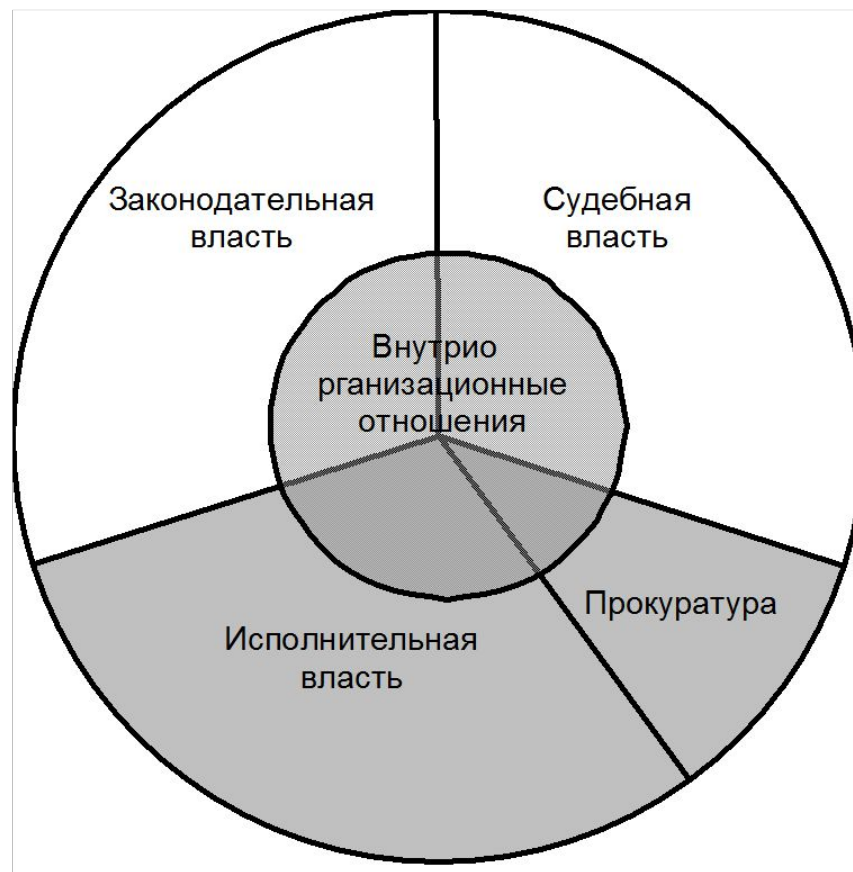 Законодательная
власть
Судебная
власть
Внутрио
рганизационные
отношения
Прокуратура
Исполнительная
власть